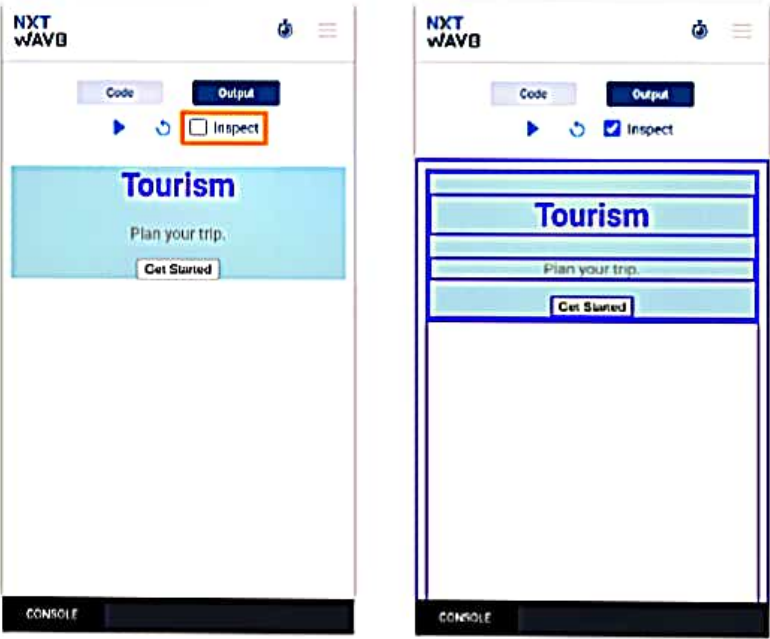 NXT
WAVE
Code
Output
Inspect
Tourism
Plan your trip.
Get Started
CONSOLE
NXT
WAVE
Code
Output
Inspect
Tourism
Plan your trip.
Get Started
CONSOLE